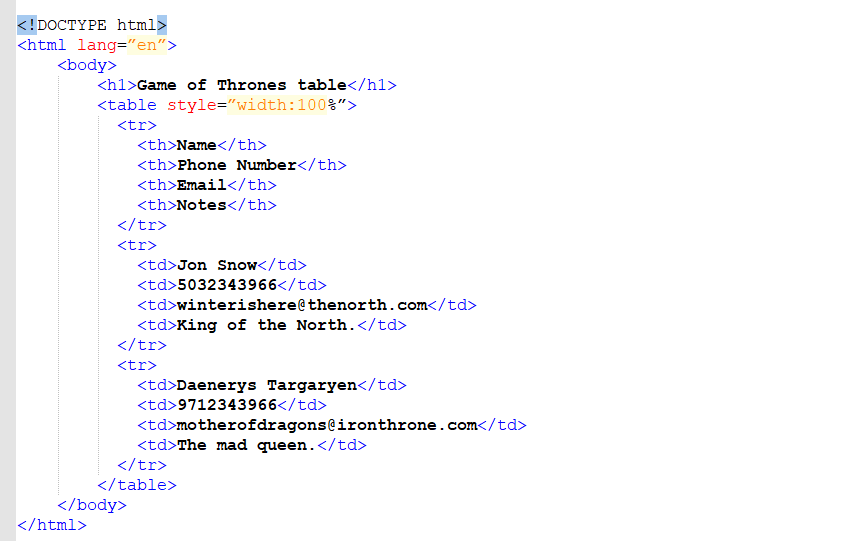 <!DOCTYPE html>
<html lang=”en”>
<body>
<h1>Game of Thrones table</h1>
<table style=”width:100%”>
<tr>
<th>Name</th>
<th>Phone Number</th>
<th>Email</th>
<th>Notes</th>
</tr>
<tr>
<td>Jon Snow</td>
<td>5032343966</td>
<td>winterishere@thenorth.com</td>
<td>King of the North.</td>
</tr>
<tr>
<td>Daenerys Targaryen</td>
<td>9712343966</td>
<td>motherofdragons@ironthrone.com</td>
<td>The mad queen.</td>
</tr>
</table>
</body>
</html>